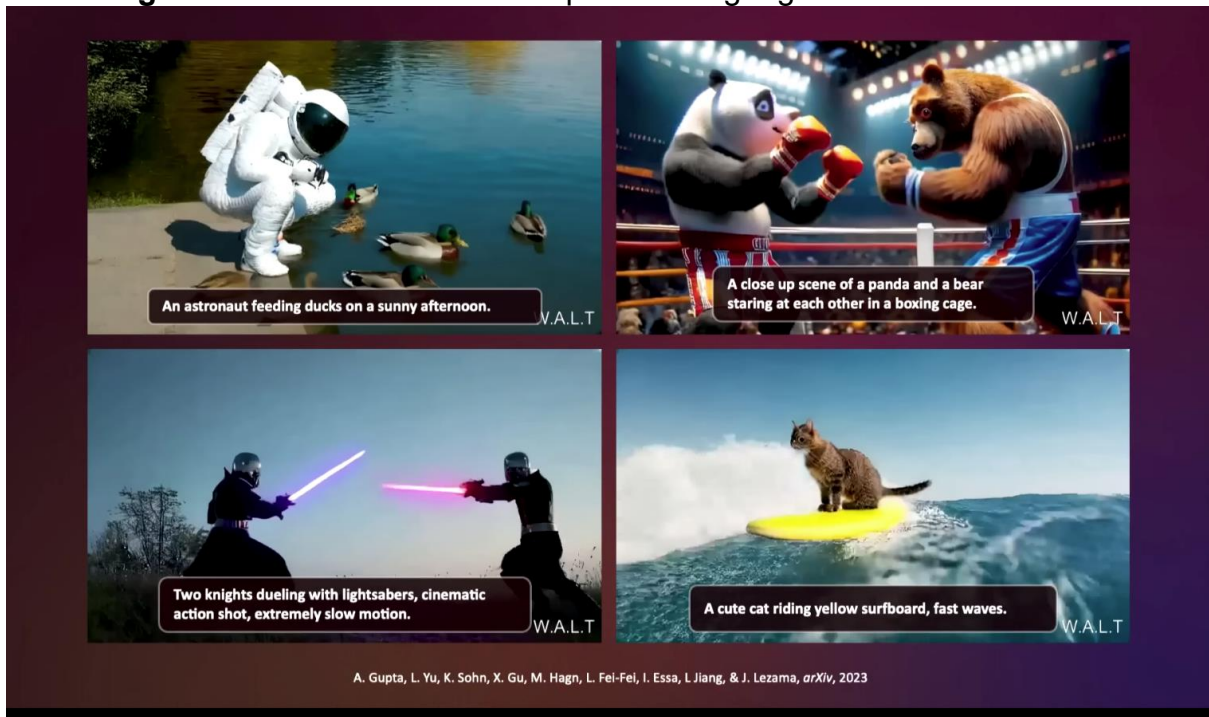 An astronaut feeding ducks on a sunny afternoon.
W.A.L.T
A close up scene of a panda and a bear
staring at each other in a boxing cage.
W.A.L.T
Two knights dueling with lightsabers, cinematic
action shot, extremely slow motion.
W.A.L.T
A cute cat riding yellow surfboard, fast waves.
W.A.L.T
A. Gupta, L. Yu, K. Sohn, X. Gu, M. Hagn, L. Fei-Fei, I. Essa, L Jiang, & J. Lezama, arXiv, 2023